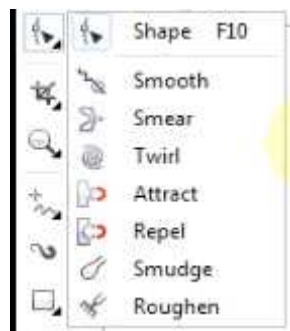 Shape F10
Smooth
Smear
Twirl
Attract
Repel
Smudge
Roughen